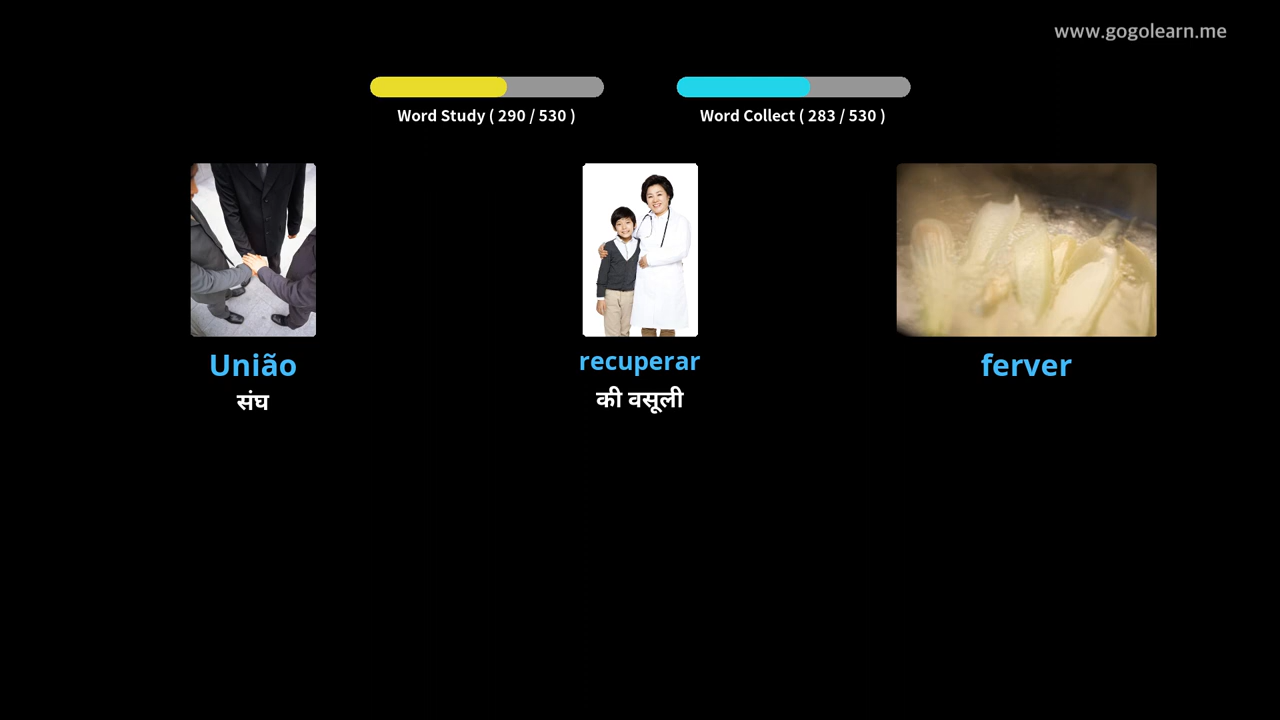 www.gogolearn.me
Word Study ( 290 / 530 )
Word Collect ( 283 / 530 )
União
संघ
recuperar
की वसूली
ferver